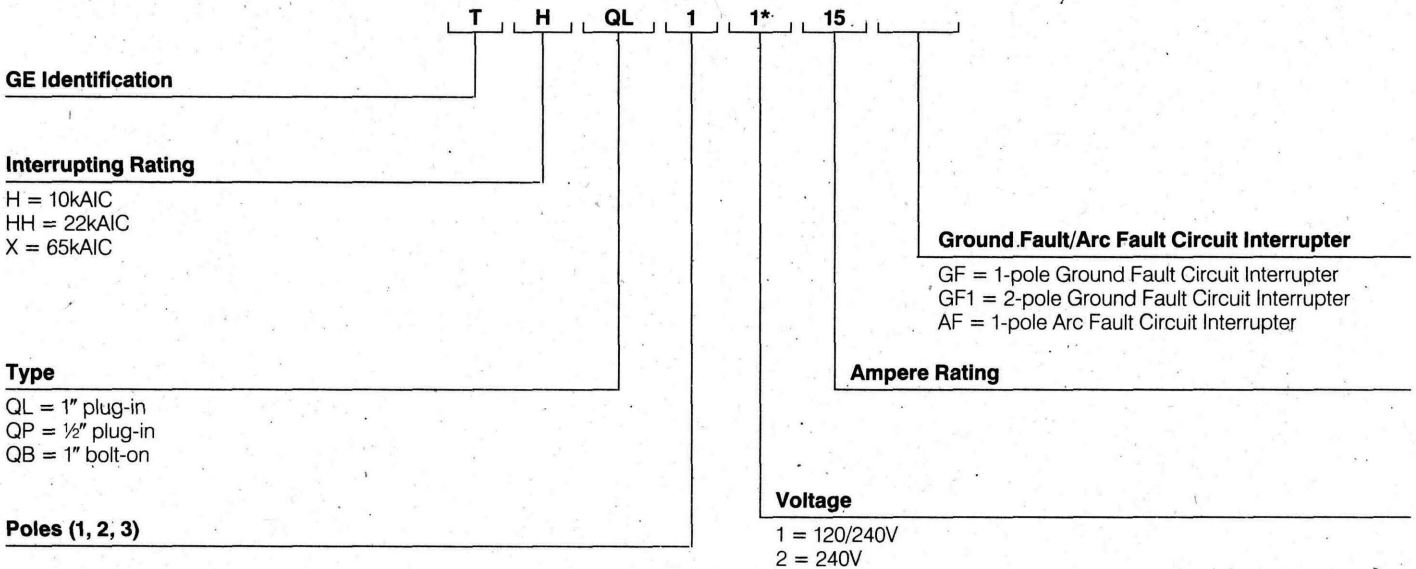 T H QL 1 1* 15
GE Identification
Interrupting Rating
H = 10kAIC
HH = 22kAIC
X = 65kAIC
Ground Fault/Arc Fault Circuit Interrupter
GF = 1-pole Ground Fault Circuit Interrupter
GF1 = 2-pole Ground Fault Circuit Interrupter
AF = 1-pole Arc Fault Circuit Interrupter
Type
QL = 1″ plug-in
QP = ½″ plug-in
QB = 1″ bolt-on
Ampere Rating
Poles (1, 2, 3)
Voltage
1 = 120/240V
2 = 240V